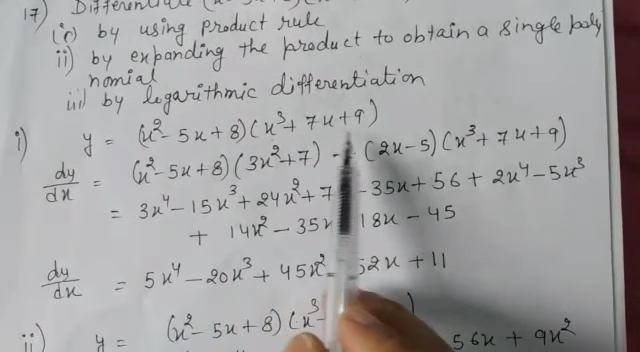 17) Differentiate
(i) by using product rule
ii) by expanding the product to obtain a single poly
nomial
iii) by logarithmic differentiation
i) y = (x² - 5x + 8) (x³ + 7x + 9)
dy/dx = (x² - 5x + 8) (3x² + 7) + (2x - 5) (x³ + 7x + 9)
= 3x⁴ - 15x³ + 24x² + 7 - 35x + 56 + 2x⁴ - 5x³
+ 14x² - 35x 18x - 45
dy/dx = 5x⁴ - 20x³ + 45x² 52x + 11
ii) y = (x² - 5x + 8) (x³
56x + 9x²